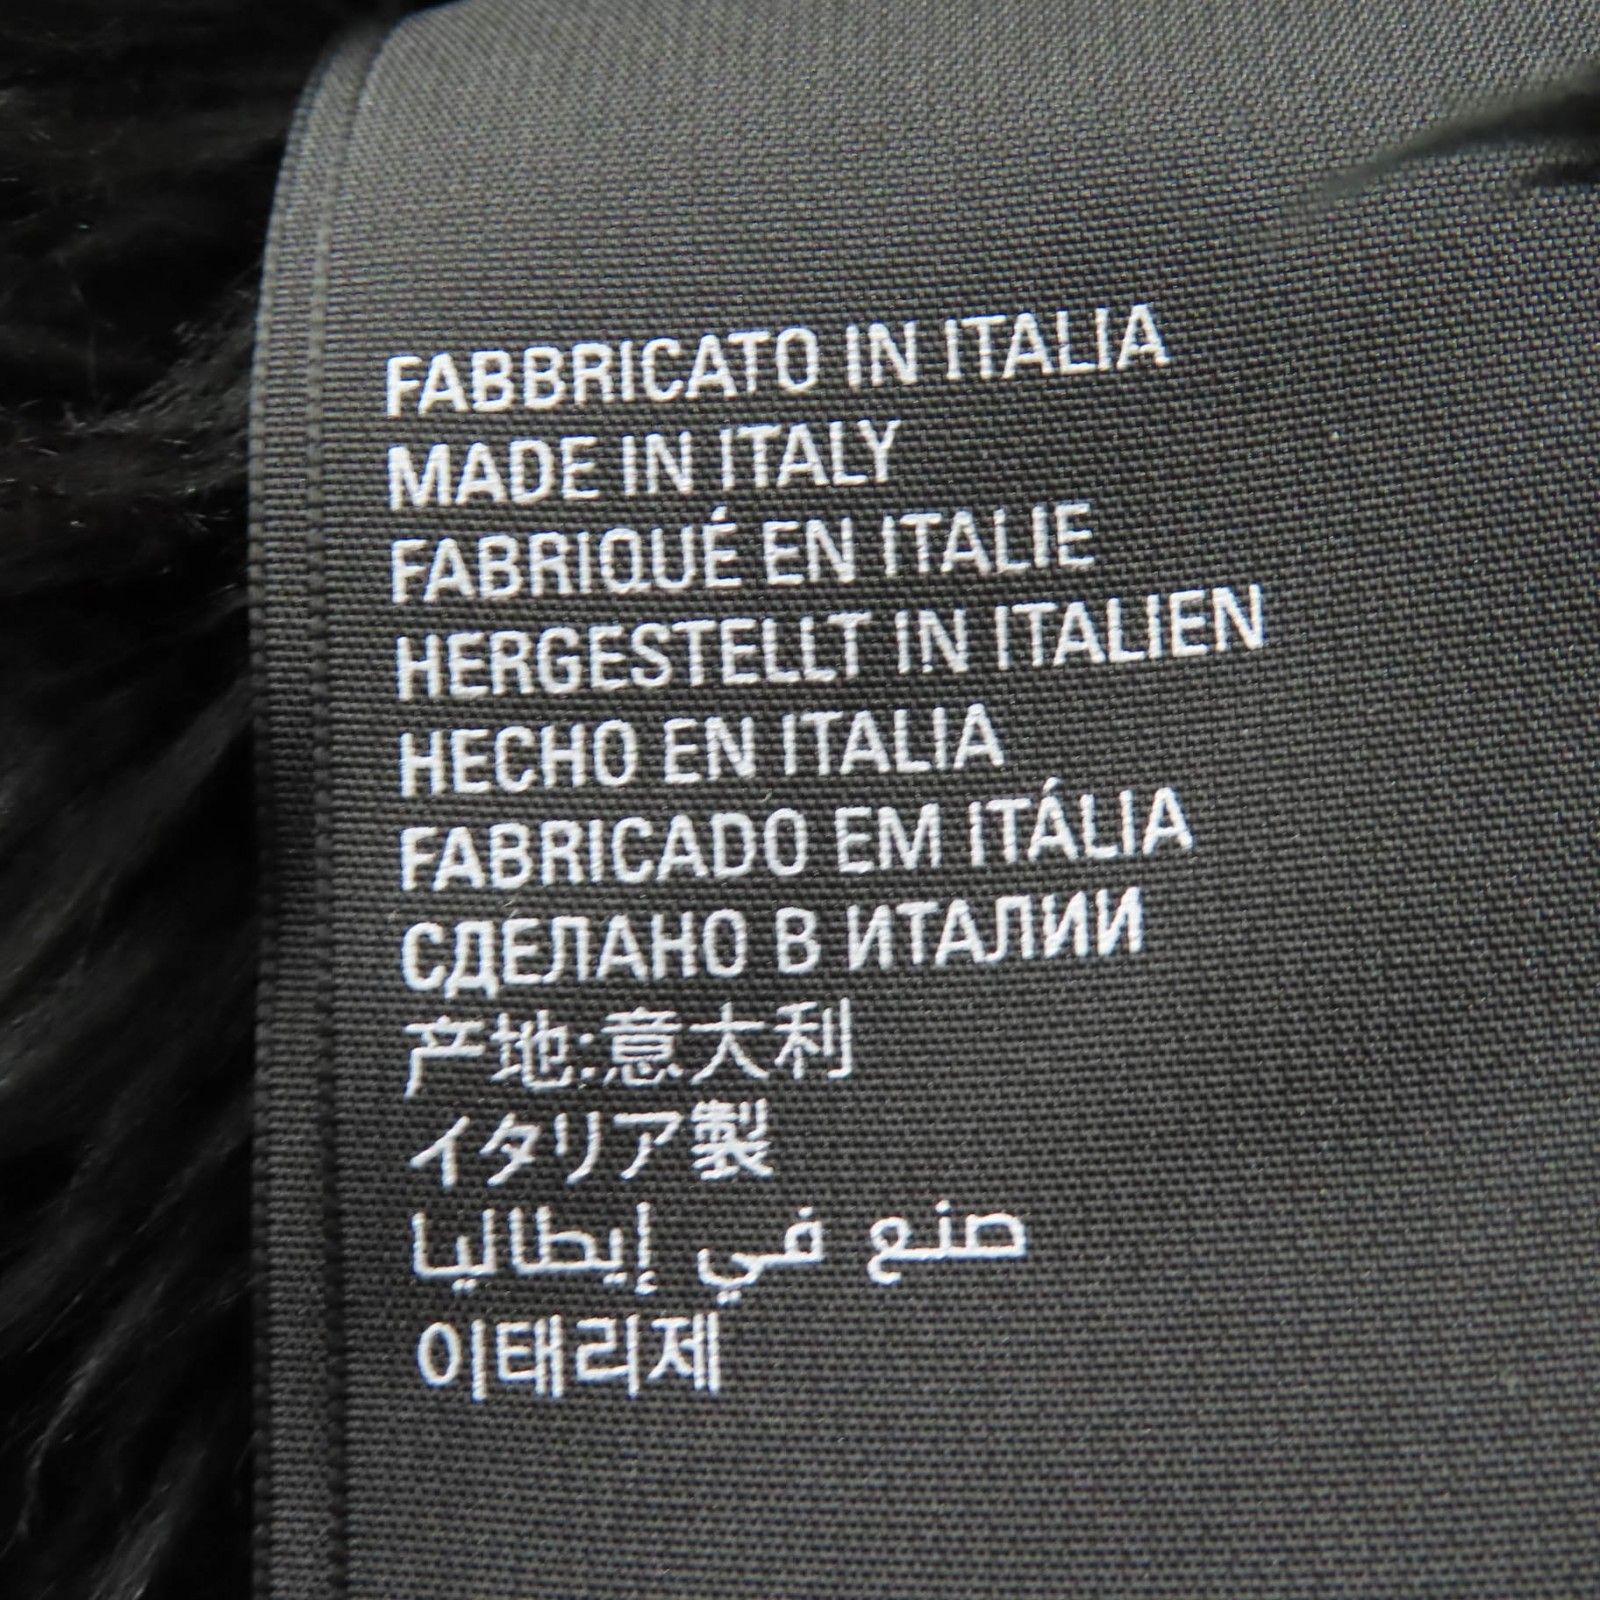 FABBRICATO IN ITALIA
MADE IN ITALY
FABRIQUÉ EN ITALIE
HERGESTELLT IN ITALIEN
HECHO EN ITALIA
FABRICADO EM ITÁLIA
СДЕЛАНО В ИТАЛИИ
产地:意大利
イタリア製
صنع في إيطاليا
이태리제